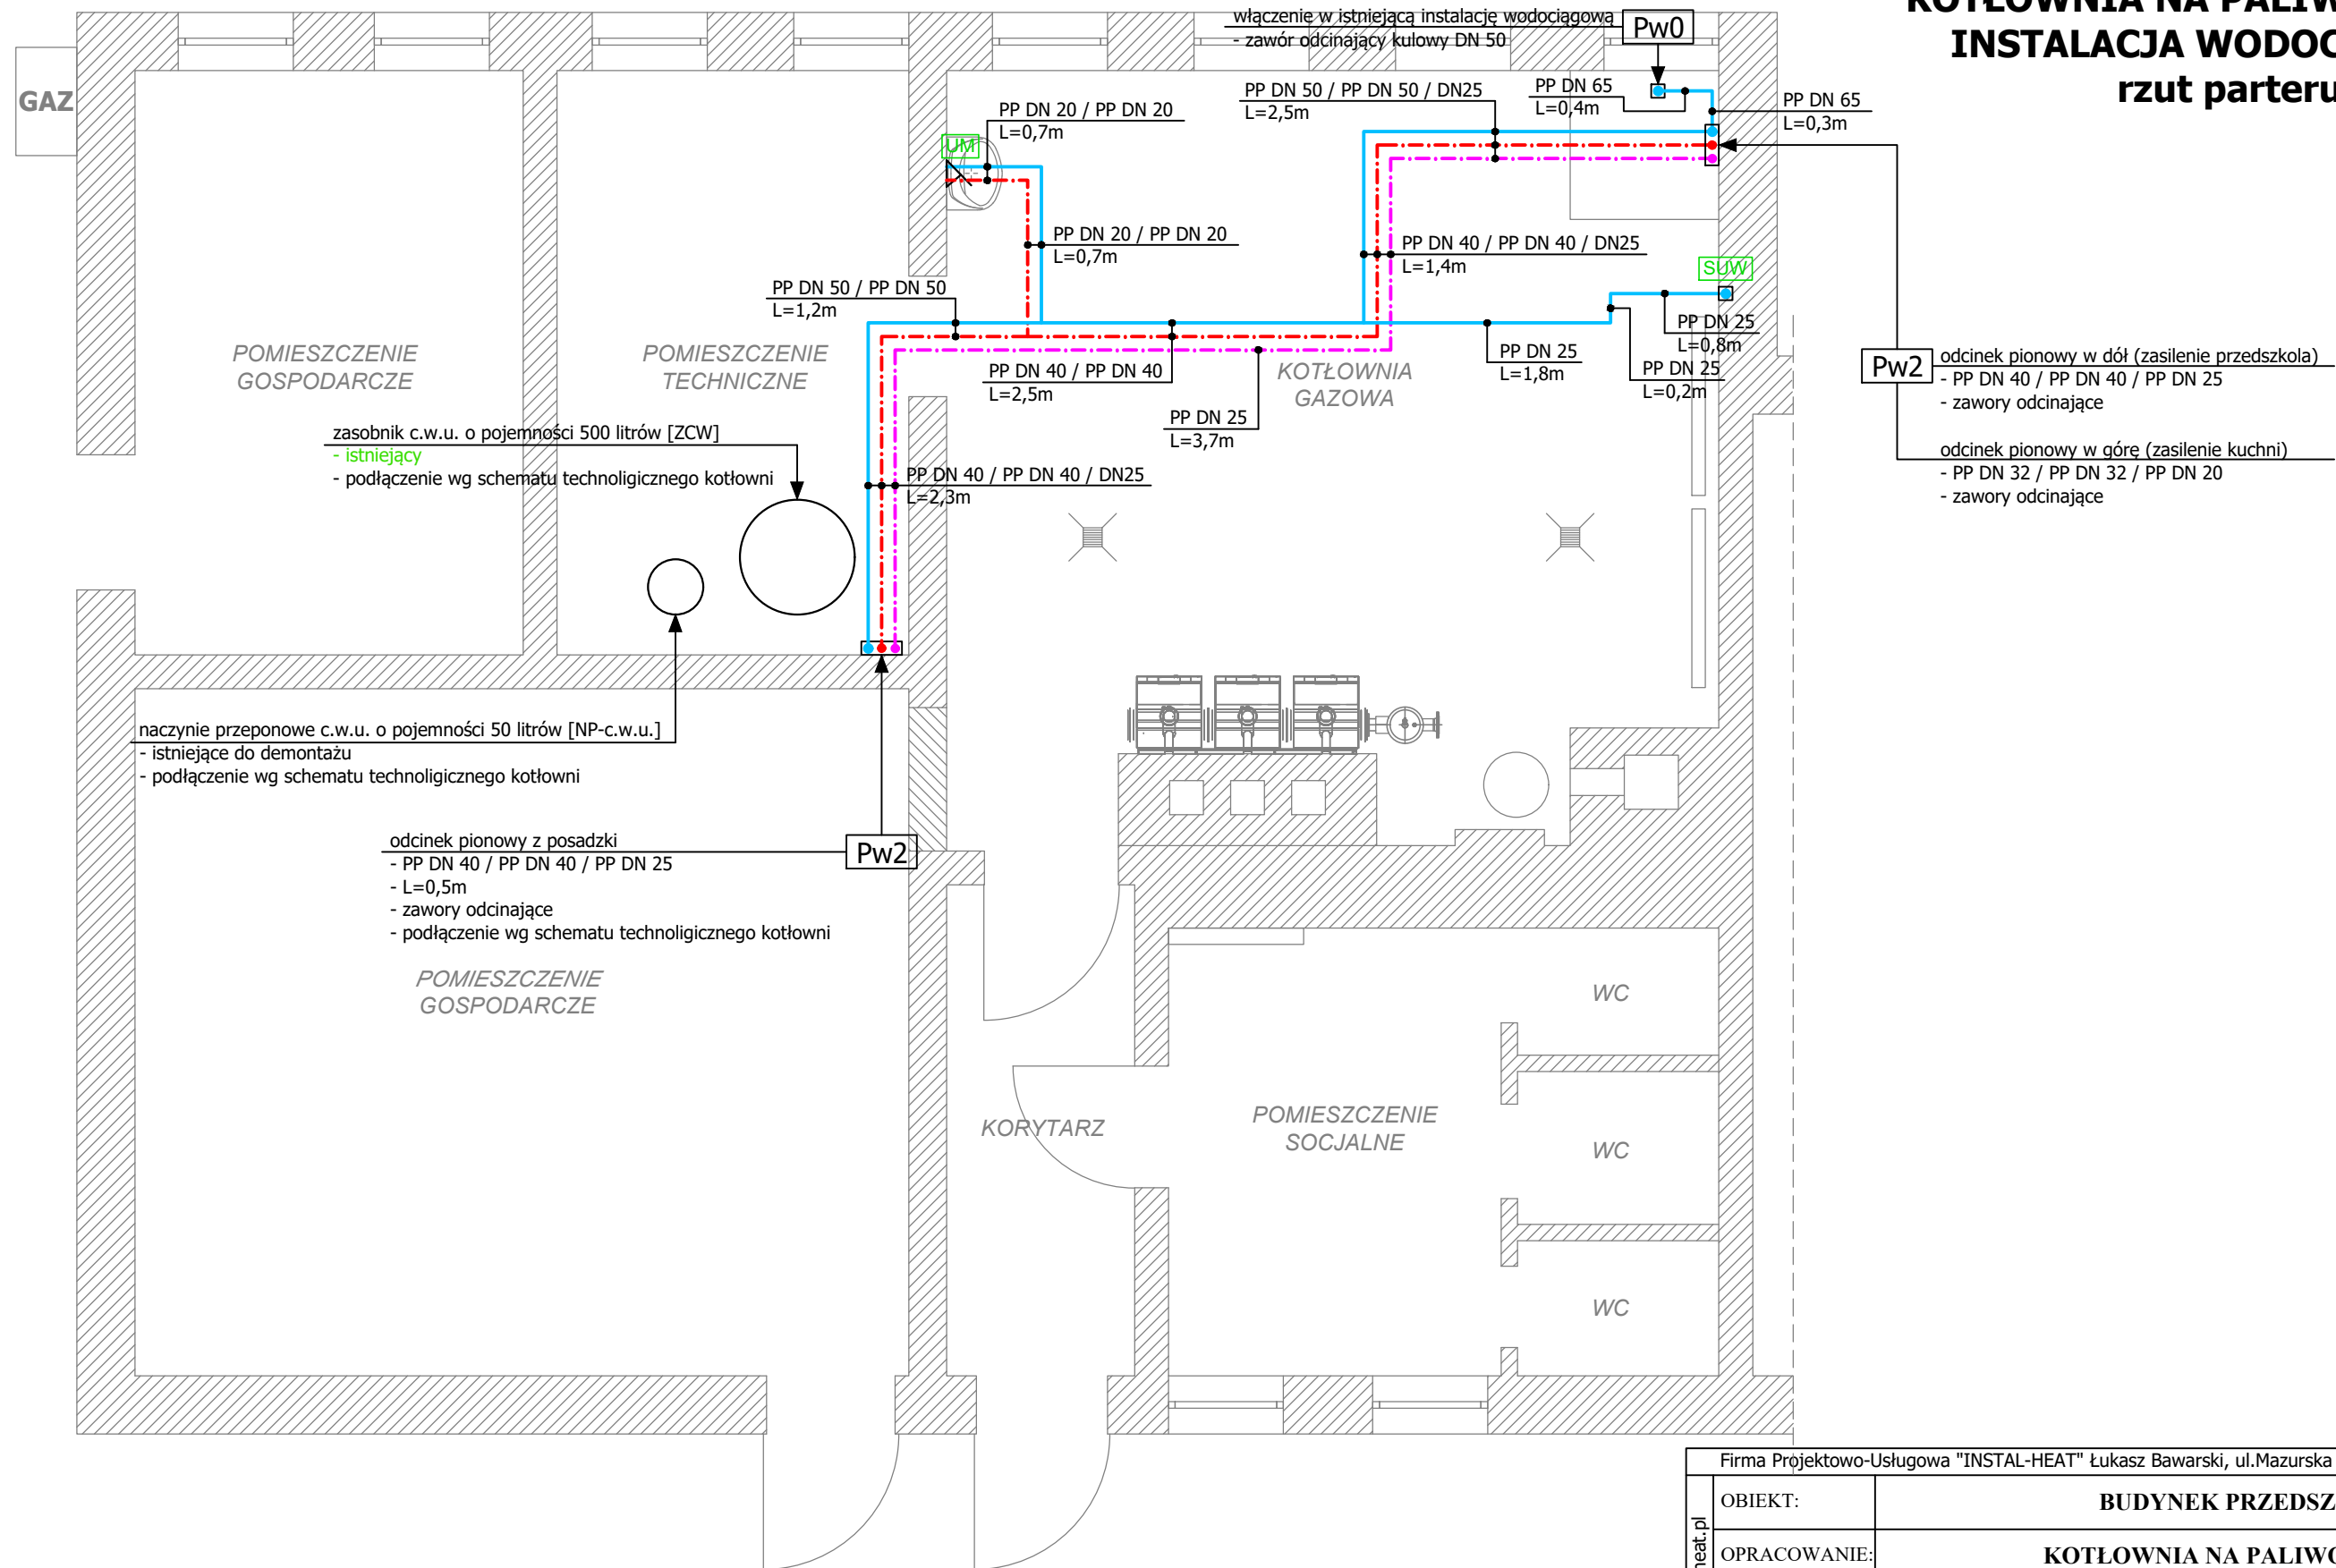 KOTŁOWNIA NA PALIW
INSTALACJA WODOC
rzut parteru
włączenie w istniejącą instalację wodociągową
- zawór odcinający kulowy DN 50
Pw0
GAZ
PP DN 20 / PP DN 20
L=0,7m
UM
PP DN 50 / PP DN 50 / DN25
L=2,5m
PP DN 65
L=0,4m
PP DN 65
L=0,3m
PP DN 20 / PP DN 20
L=0,7m
PP DN 40 / PP DN 40 / DN25
L=1,4m
SUW
PP DN 50 / PP DN 50
L=1,2m
PP DN 25
L=0,8m
PP DN 25
L=1,8m
PP DN 25
L=0,2m
POMIESZCZENIE
GOSPODARCZE
POMIESZCZENIE
TECHNICZNE
PP DN 40 / PP DN 40
L=2,5m
KOTŁOWNIA
GAZOWA
PP DN 25
L=3,7m
Pw2
odcinek pionowy w dół (zasilenie przedszkola)
- PP DN 40 / PP DN 40 / PP DN 25
- zawory odcinające
odcinek pionowy w górę (zasilenie kuchni)
- PP DN 32 / PP DN 32 / PP DN 20
- zawory odcinające
zasobnik c.w.u. o pojemności 500 litrów [ZCW]
- istniejący
- podłączenie wg schematu technoligicznego kotłowni
PP DN 40 / PP DN 40 / DN25
L=2,3m
naczynie przeponowe c.w.u. o pojemności 50 litrów [NP-c.w.u.]
- istniejące do demontażu
- podłączenie wg schematu technoligicznego kotłowni
odcinek pionowy z posadzki
- PP DN 40 / PP DN 40 / PP DN 25
- L=0,5m
- zawory odcinające
- podłączenie wg schematu technoligicznego kotłowni
Pw2
POMIESZCZENIE
GOSPODARCZE
WC
KORYTARZ
POMIESZCZENIE
SOCJALNE
WC
WC
Firma Projektowo-Usługowa "INSTAL-HEAT" Łukasz Bawarski, ul.Mazurska
OBIEKT:
BUDYNEK PRZEDSZ
OPRACOWANIE:
KOTŁOWNIA NA PALIWO
heat.pl